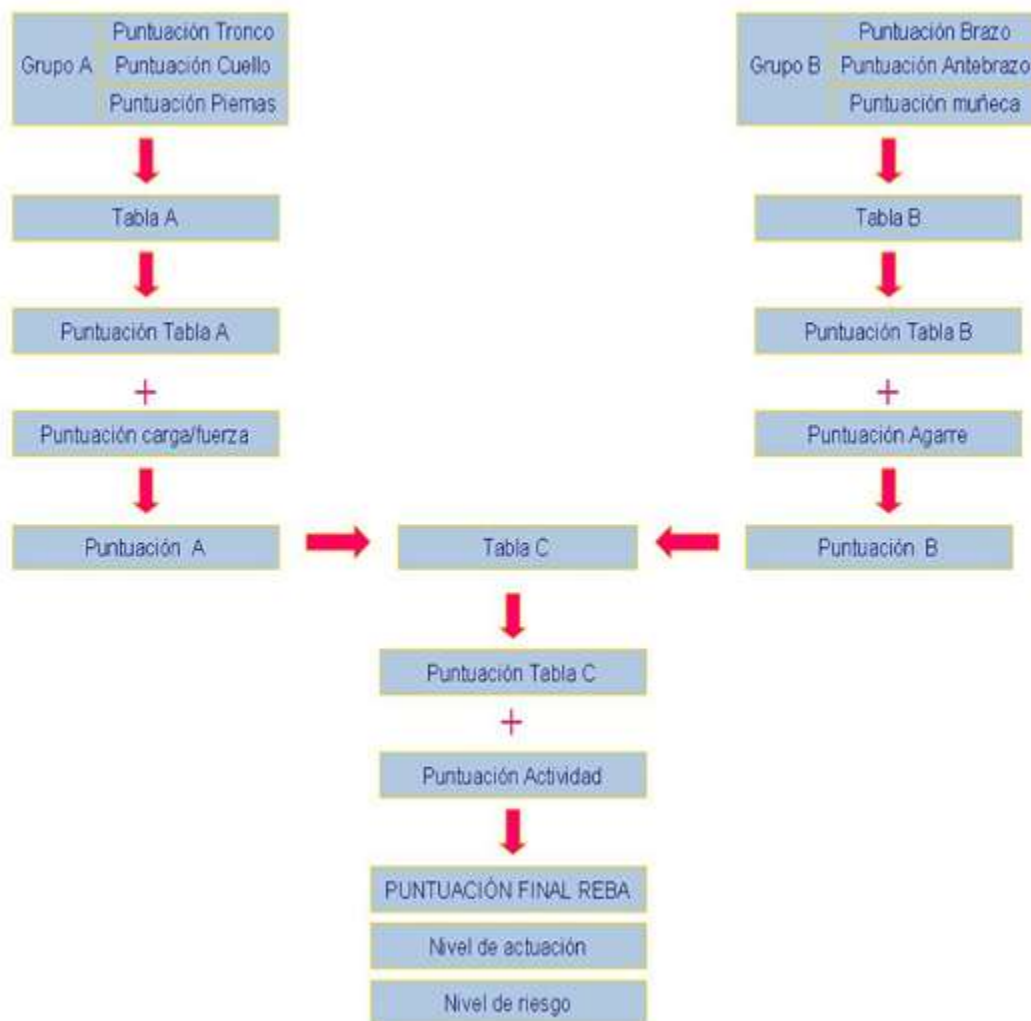 Grupo A
Puntuación Tronco
Puntuación Cuello
Puntuación Piernas
Grupo B
Puntuación Brazo
Puntuación Antebrazo
Puntuación muñeca
Tabla A
Tabla B
Puntuación Tabla A
Puntuación Tabla B
+
+
Puntuación carga/fuerza
Puntuación Agarre
Puntuación A
Tabla C
Puntuación B
Puntuación Tabla C
+
Puntuación Actividad
PUNTUACIÓN FINAL REBA
Nivel de actuación
Nivel de riesgo